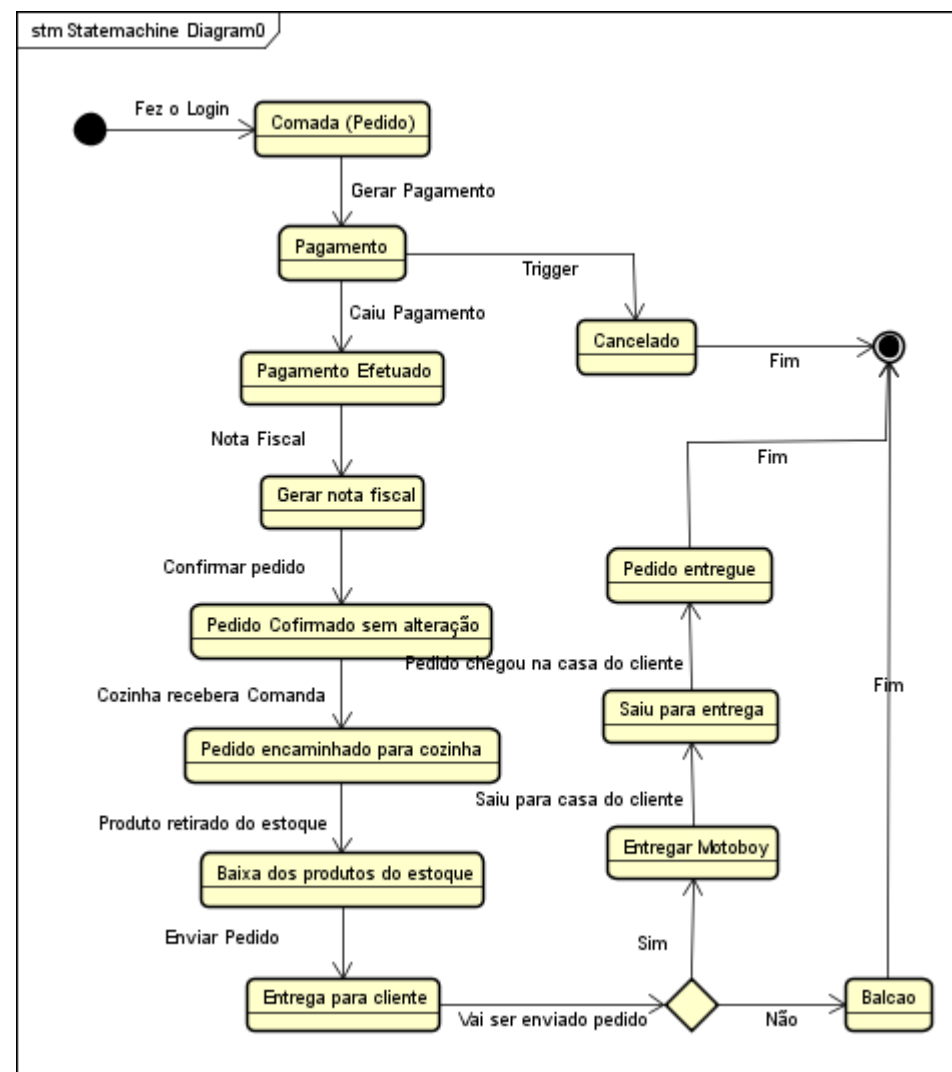 stm Statemachine Diagram0
Fez o Login
Comada (Pedido)
Gerar Pagamento
Pagamento
Trigger
Caiu Pagamento
Cancelado
Fim
Pagamento Efetuado
Nota Fiscal
Fim
Gerar nota fiscal
Confirmar pedido
Pedido entregue
Pedido Cofirmado sem alteração
Pedido chegou na casa do cliente
Cozinha recebera Comanda
Fim
Saiu para entrega
Pedido encaminhado para cozinha
Saiu para casa do cliente
Produto retirado do estoque
Entregar Motoboy
Baixa dos produtos do estoque
Enviar Pedido
Sim
Entrega para cliente
Vai ser enviado pedido
Não
Balcao